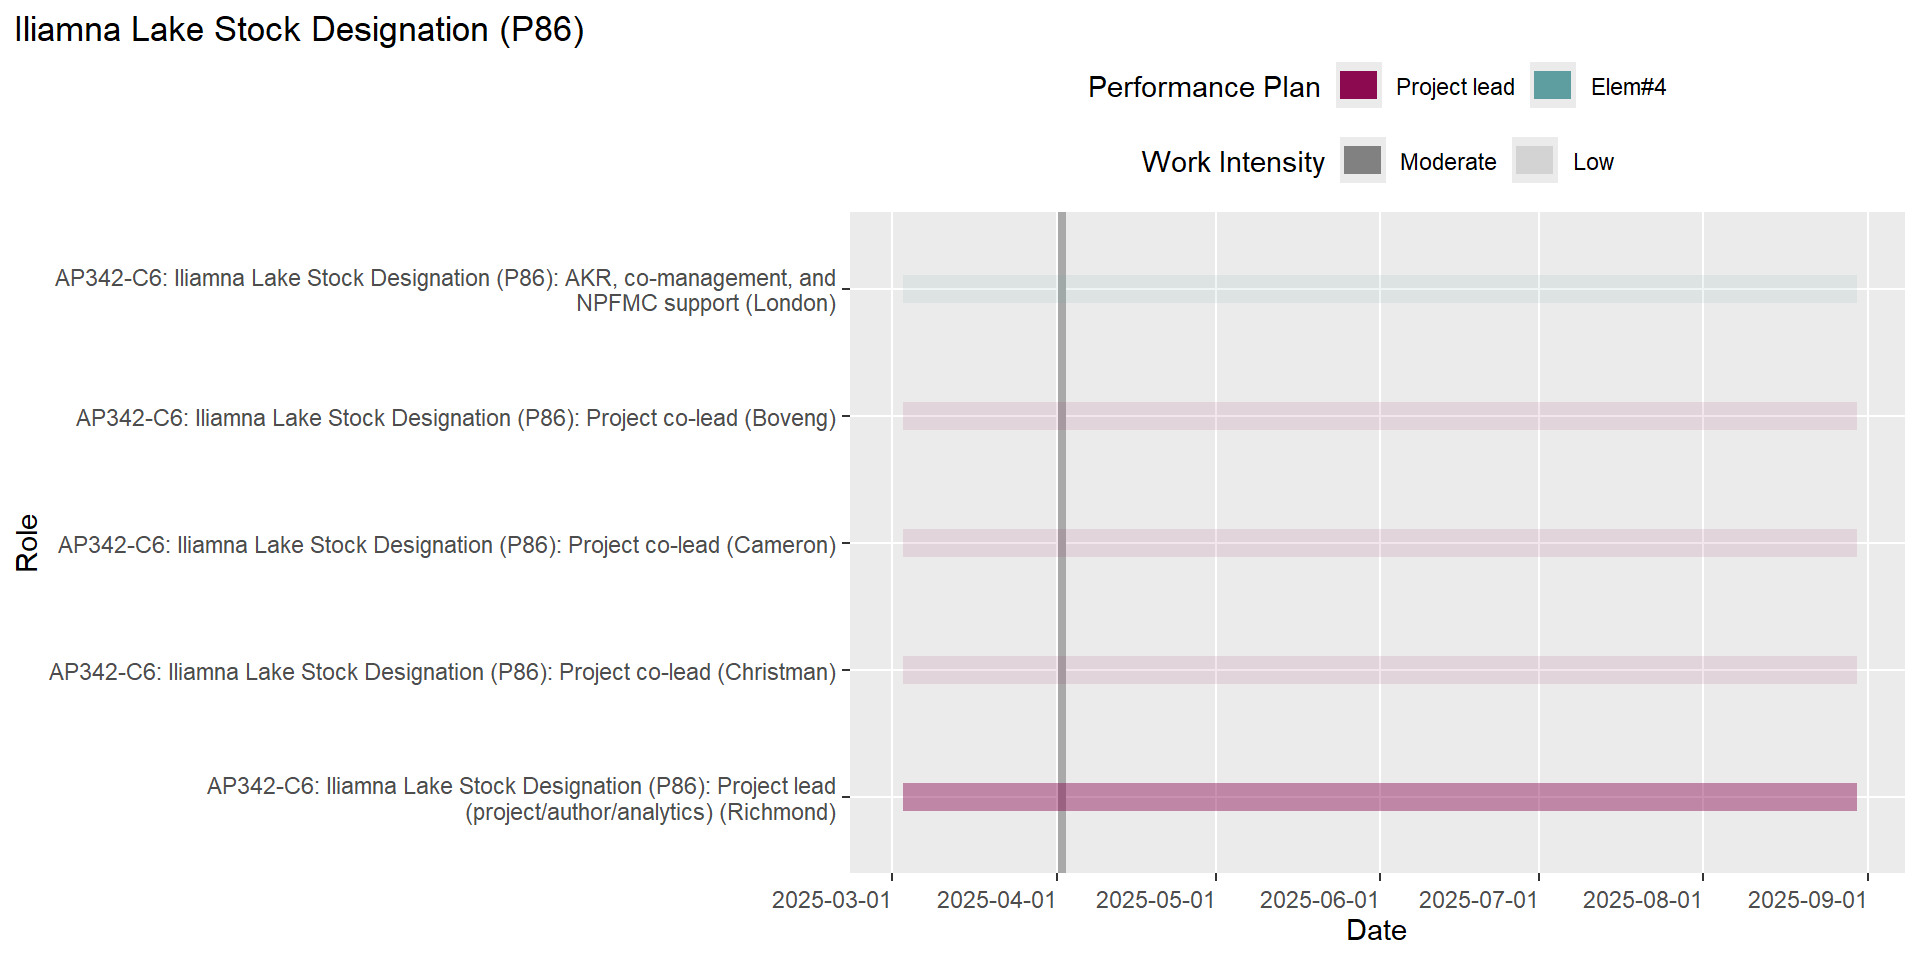 Iliamna Lake Stock Designation (P86)
Performance Plan Project lead Elem#4
Work Intensity Moderate Low
AP342-C6: Iliamna Lake Stock Designation (P86): AKR, co-management, and
NPFMC support (London)
AP342-C6: Iliamna Lake Stock Designation (P86): Project co-lead (Boveng)
AP342-C6: Iliamna Lake Stock Designation (P86): Project co-lead (Cameron)
AP342-C6: Iliamna Lake Stock Designation (P86): Project co-lead (Christman)
AP342-C6: Iliamna Lake Stock Designation (P86): Project lead
(project/author/analytics) (Richmond)
Role
2025-03-01 2025-04-01 2025-05-01 2025-06-01 2025-07-01 2025-08-01 2025-09-01
Date